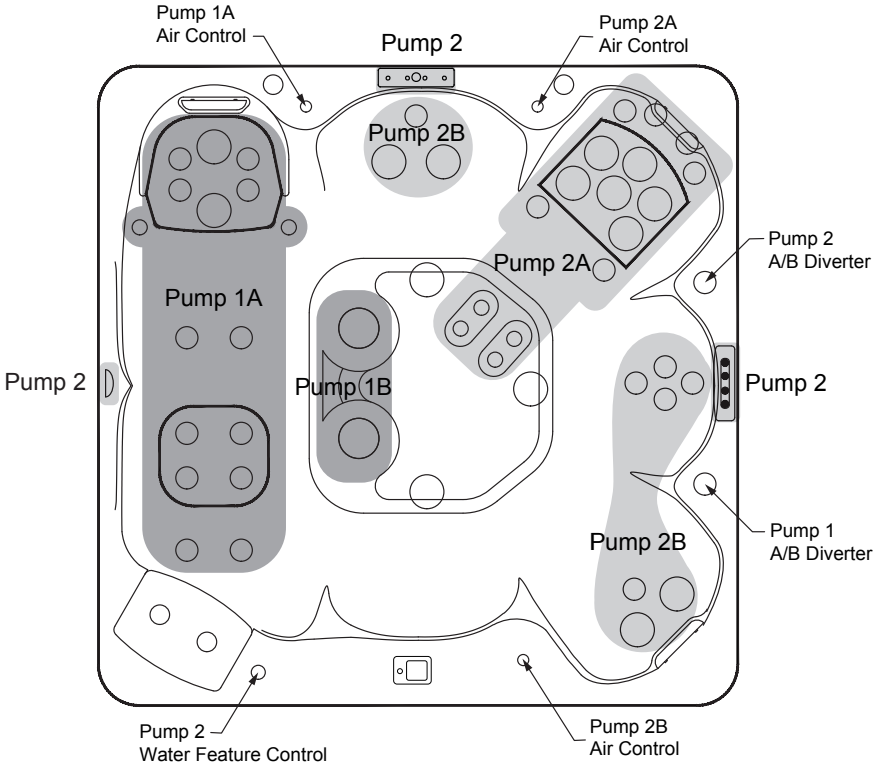 Pump 1A
Air Control
Pump 2
Pump 2A
Air Control
Pump 2B
Pump 2A
Pump 2
A/B Diverter
Pump 1A
Pump 2
Pump 1B
Pump 2
Pump 2B
Pump 1
A/B Diverter
Pump 2
Water Feature Control
Pump 2B
Air Control